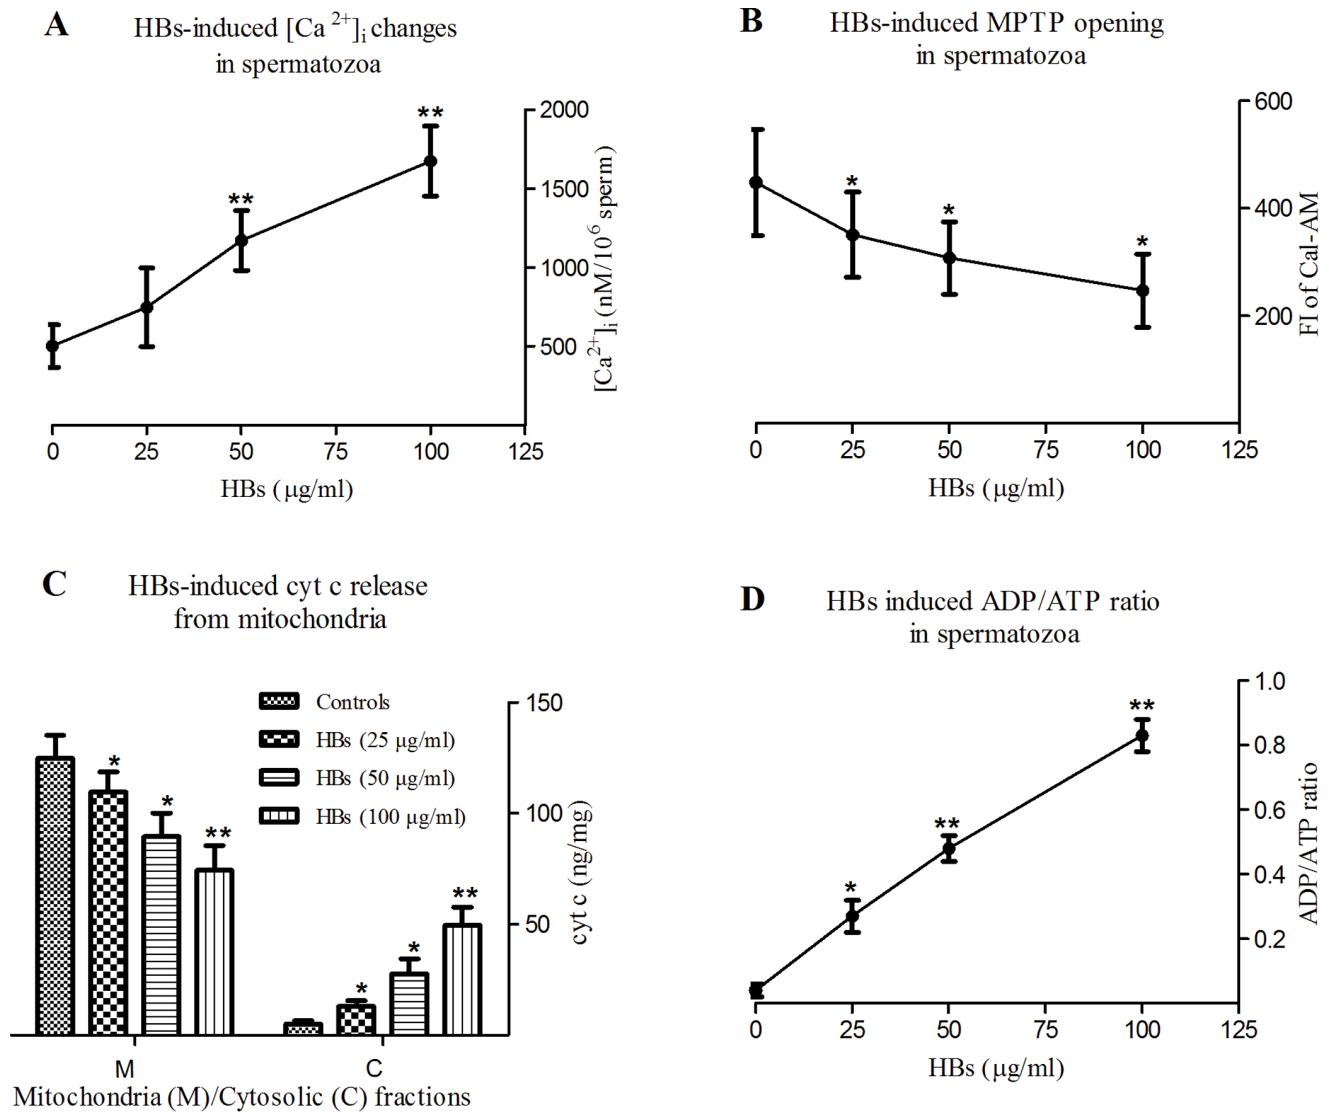 A
HBs-induced [Ca 2+]i changes
in spermatozoa
**
**
2000
1500
1000
500
[Ca2+]i (nM/10 6 sperm)
0 25 50 75 100 125
HBs (μg/ml)
B
HBs-induced MPTP opening
in spermatozoa
*
*
*
600
400
200
FI of Cal-AM
0 25 50 75 100 125
HBs (μg/ml)
C
HBs-induced cyt c release
from mitochondria
Controls
HBs (25 μg/ml)
HBs (50 μg/ml)
HBs (100 μg/ml)
*
*
**
*
*
**
150
100
50
cyt c (ng/mg)
M C
Mitochondria (M)/Cytosolic (C) fractions
D
HBs induced ADP/ATP ratio
in spermatozoa
*
**
**
1.0
0.8
0.6
0.4
0.2
ADP/ATP ratio
0 25 50 75 100 125
HBs (μg/ml)